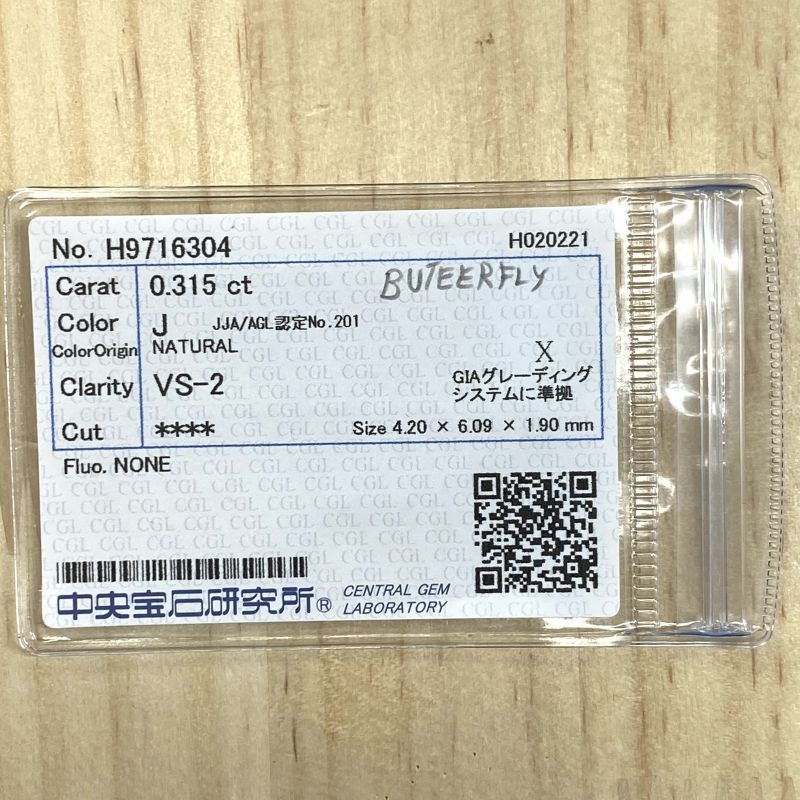 No. H9716304 H020221
Carat 0.315 ct BUTEERFLY
Color J JJA/AGL認定No.201
ColorOrigin NATURAL
X
Clarity VS-2 GIAグレーディング
システムに準拠
Cut **** Size 4.20 × 6.09 × 1.90 mm
Fluo. NONE
中央宝石研究所® CENTRAL GEM
LABORATORY